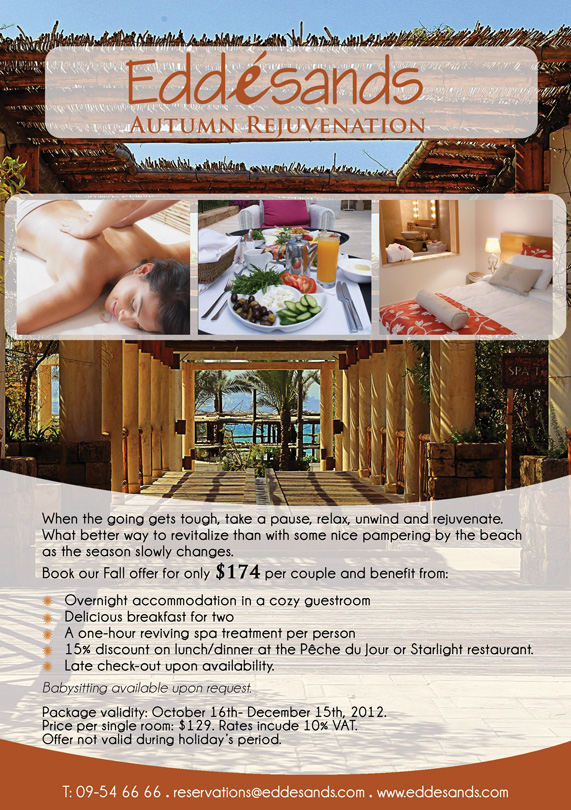 Eddésands
AUTUMN REJUVENATION
SPA
When the going gets tough, take a pause, relax, unwind and rejuvenate.
What better way to revitalize than with some nice pampering by the beach
as the season slowly changes.
Book our Fall offer for only $174 per couple and benefit from:
Overnight accommodation in a cozy guestroom
Delicious breakfast for two
A one-hour reviving spa treatment per person
15% discount on lunch/dinner at the Pêche du Jour or Starlight restaurant.
Late check-out upon availability.
Babysitting available upon request.
Package validity: October 16th- December 15th, 2012.
Price per single room: $129. Rates incude 10% VAT.
Offer not valid during holiday's period.
T: 09-54 66 66 . reservations@eddesands.com . www.eddesands.com